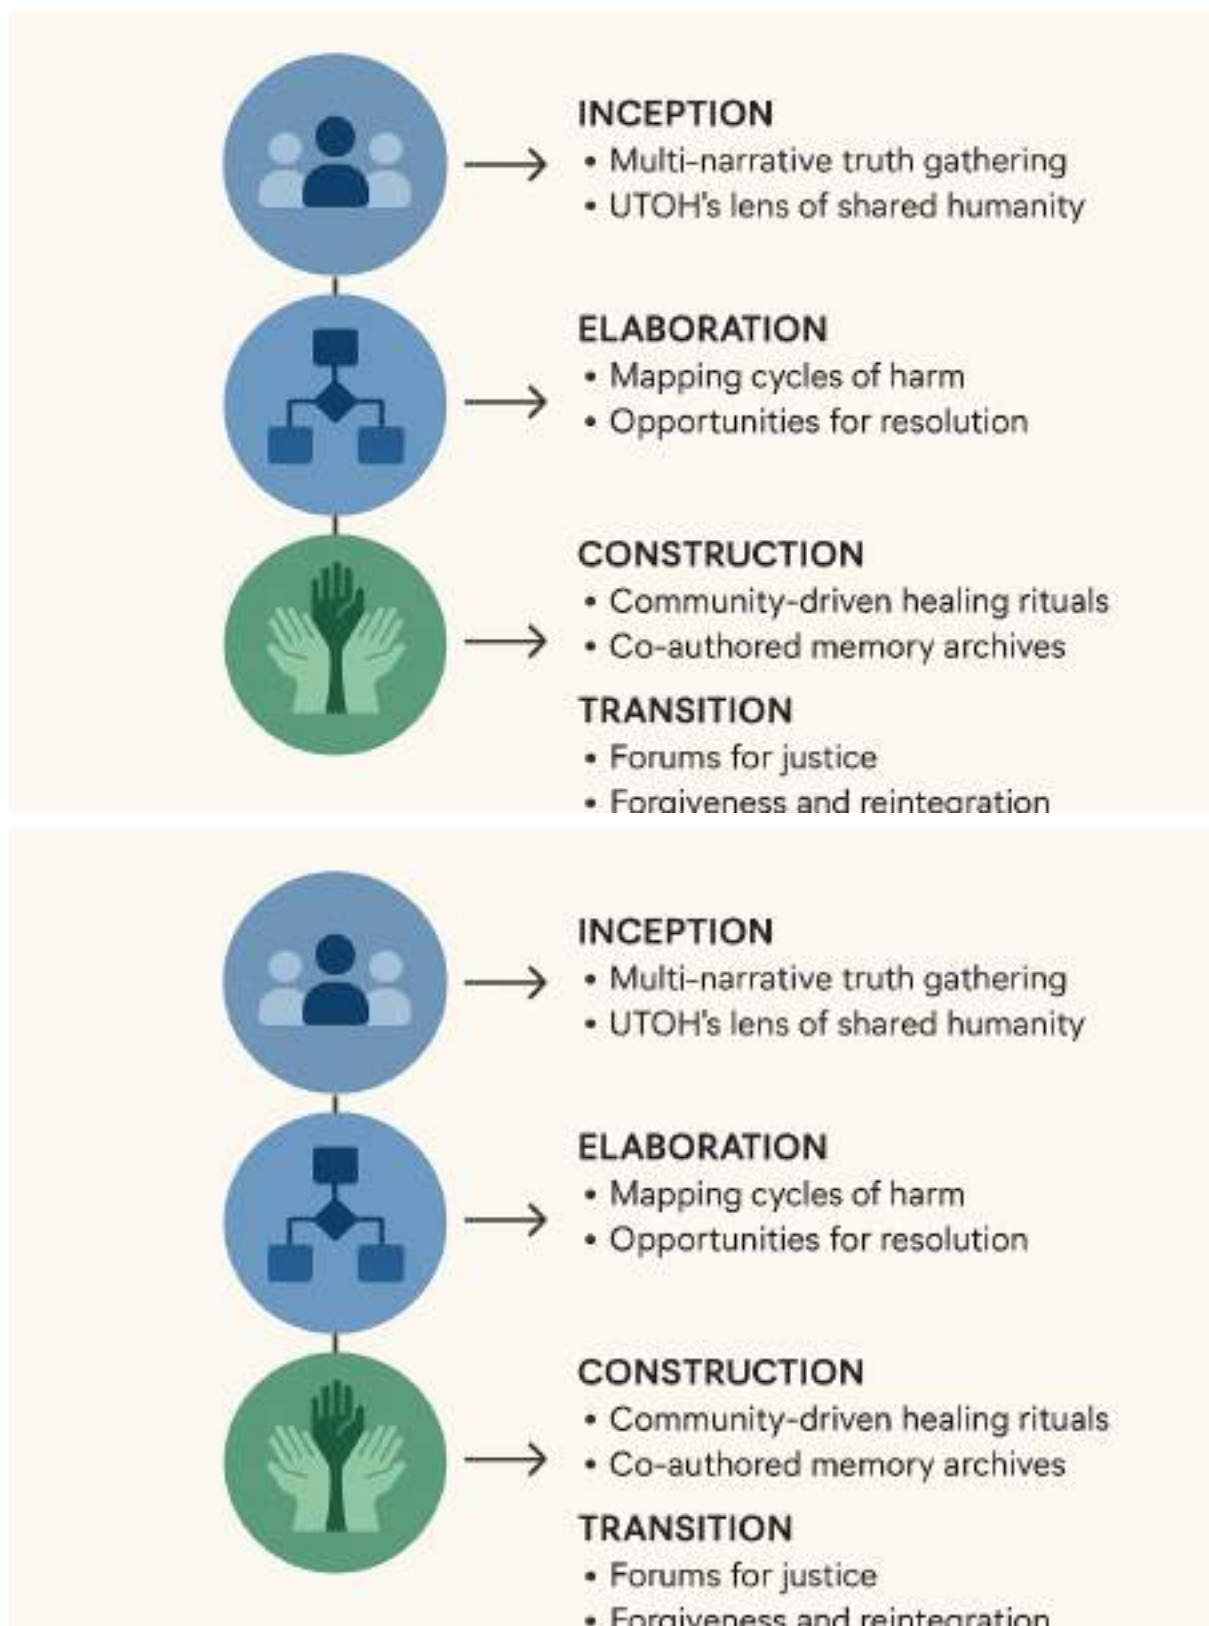 INCEPTION
• Multi-narrative truth gathering
• UTOH's lens of shared humanity
ELABORATION
• Mapping cycles of harm
• Opportunities for resolution
CONSTRUCTION
• Community-driven healing rituals
• Co-authored memory archives
TRANSITION
• Forums for justice
• Forgiveness and reintegration
INCEPTION
• Multi-narrative truth gathering
• UTOH's lens of shared humanity
ELABORATION
• Mapping cycles of harm
• Opportunities for resolution
CONSTRUCTION
• Community-driven healing rituals
• Co-authored memory archives
TRANSITION
• Forums for justice
• Forgiveness and reintegration